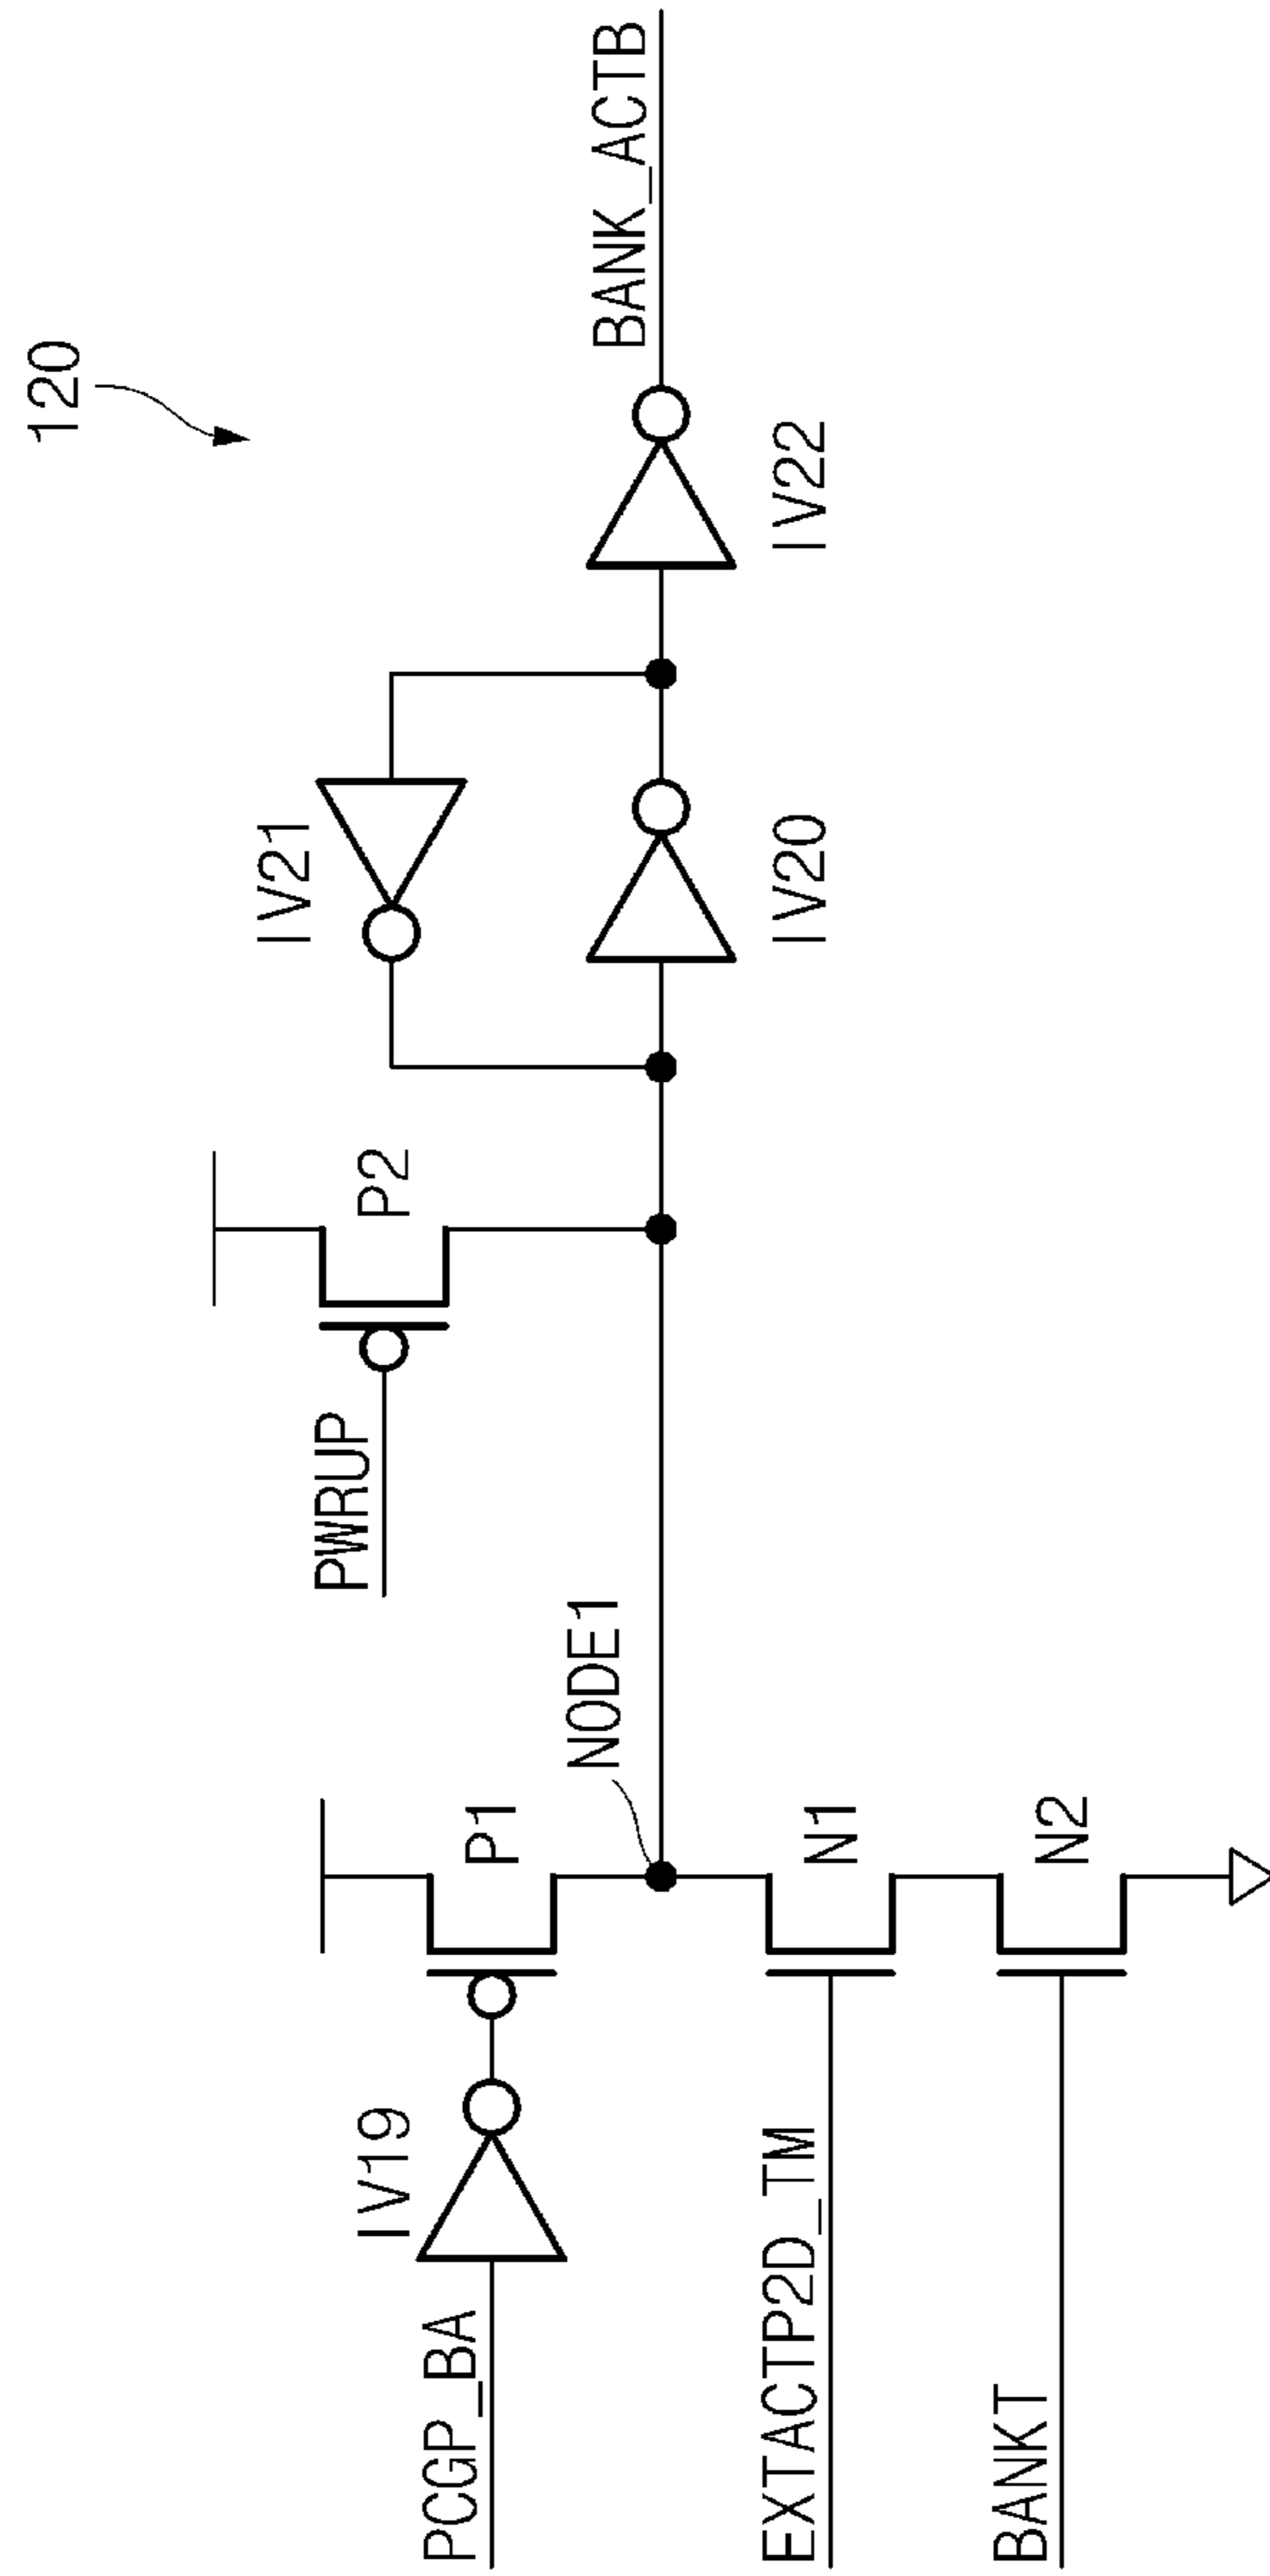 120
PCGP_BA
IV19
P1
NODE1
PWRUP
P2
IV21
IV20
IV22
BANK_ACTB
EXTACTP2D_TM
N1
BANKT
N2